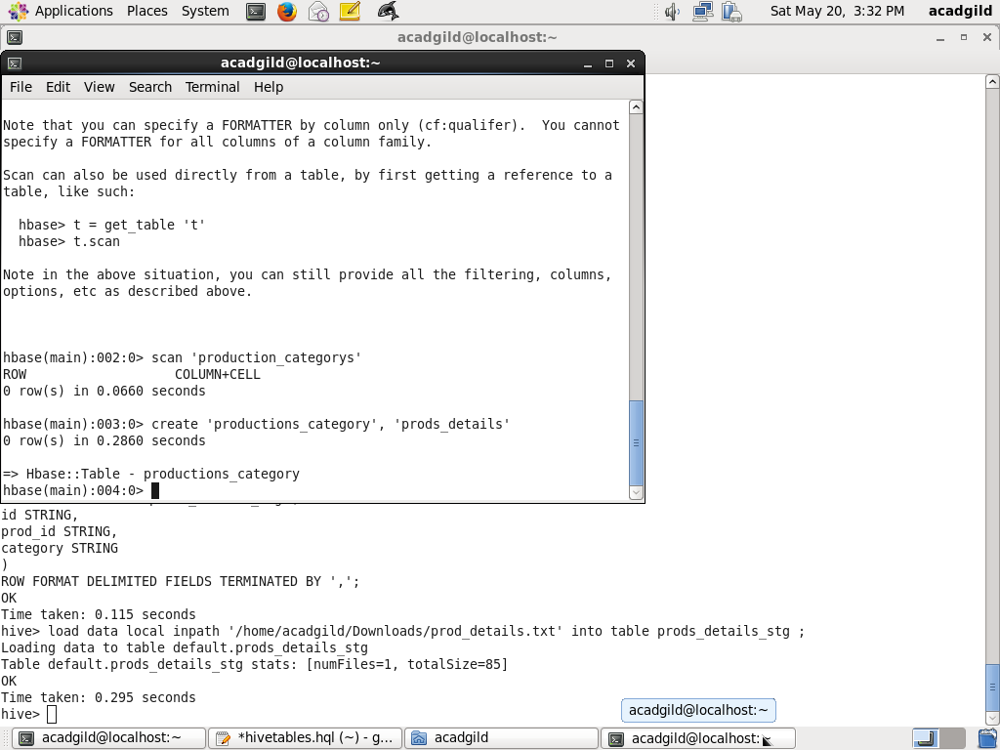 Applications Places System Sat May 20, 3:32 PM acadgild
acadgild@localhost:~
acadgild@localhost:~
File Edit View Search Terminal Help
Note that you can specify a FORMATTER by column only (cf:qualifer).  You cannot
specify a FORMATTER for all columns of a column family.
Scan can also be used directly from a table, by first getting a reference to a
table, like such:
hbase> t = get_table 't'
hbase> t.scan
Note in the above situation, you can still provide all the filtering, columns,
options, etc as described above.
hbase(main):002:0> scan 'production_categorys'
ROW                   COLUMN+CELL
0 row(s) in 0.0660 seconds
hbase(main):003:0> create 'productions_category', 'prods_details'
0 row(s) in 0.2860 seconds
=> Hbase::Table - productions_category
hbase(main):004:0>
id STRING,
prod_id STRING,
category STRING
)
ROW FORMAT DELIMITED FIELDS TERMINATED BY ',';
OK
Time taken: 0.115 seconds
hive> load data local inpath '/home/acadgild/Downloads/prod_details.txt' into table prods_details_stg ;
Loading data to table default.prods_details_stg
Table default.prods_details_stg stats: [numFiles=1, totalSize=85]
OK
Time taken: 0.295 seconds
hive>
acadgild@localhost:~
acadgild@localhost:~ *hivetables.hql (~) - g... acadgild acadgild@localhost: